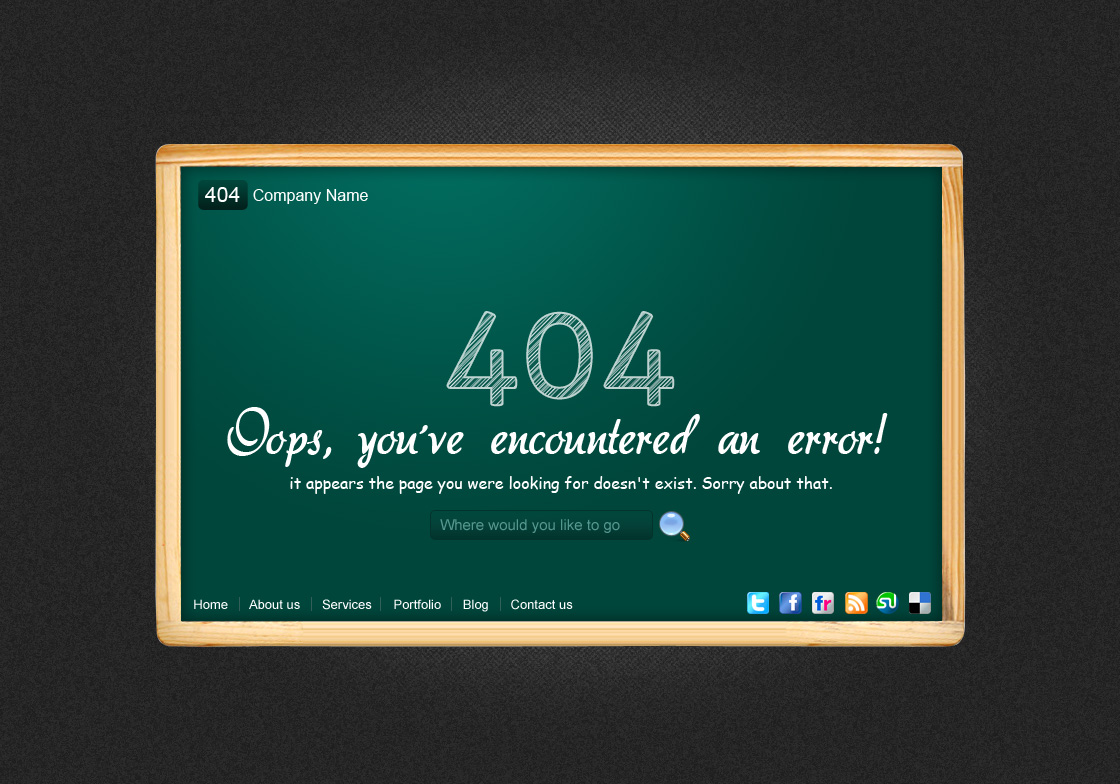 404 Company Name
404
Oops, you've encountered an error!
it appears the page you were looking for doesn't exist. Sorry about that.
Where would you like to go
Home About us Services Portfolio Blog Contact us t f fr SU